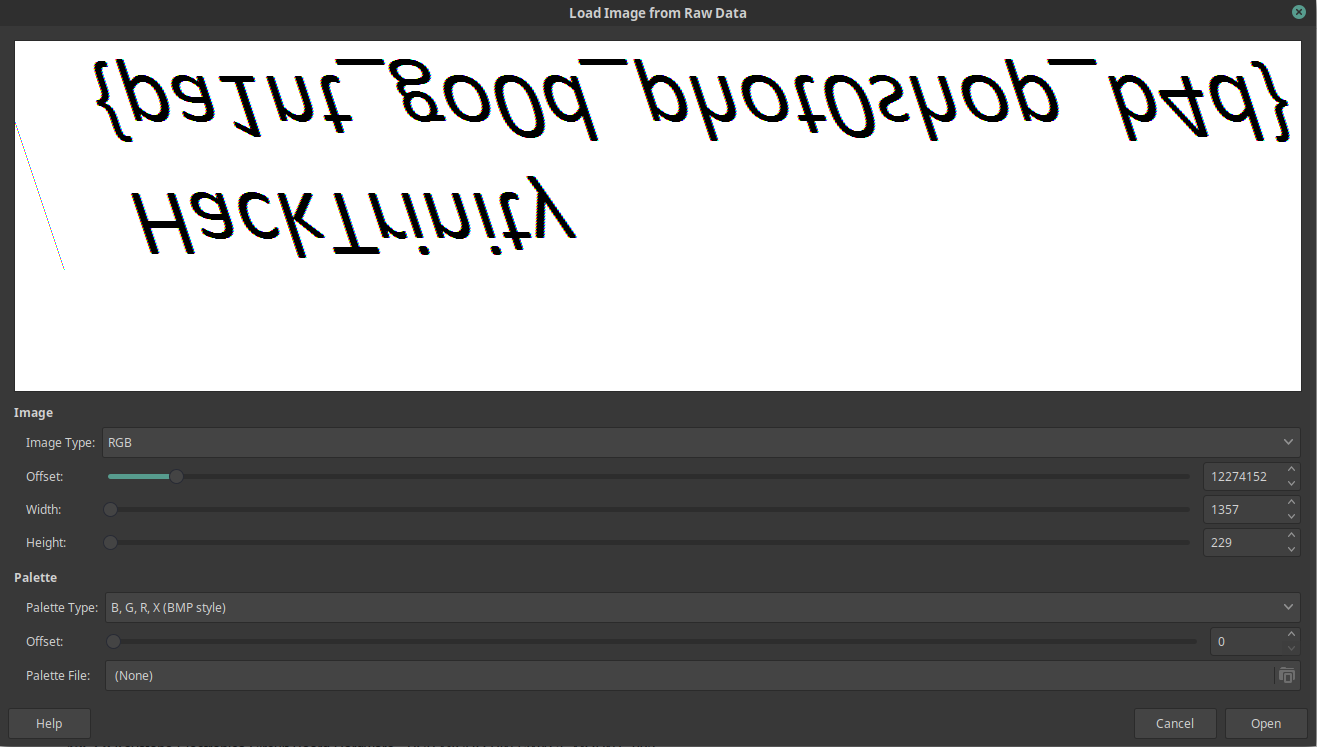 Load Image from Raw Data
HackTrinity
{pa1nt_go0d_phot0shop_b4d}
Image
Image Type: RGB
Offset: 12274152
Width: 1357
Height: 229
Palette
Palette Type: B, G, R, X (BMP style)
Offset: 0
Palette File: (None)
Help Cancel Open